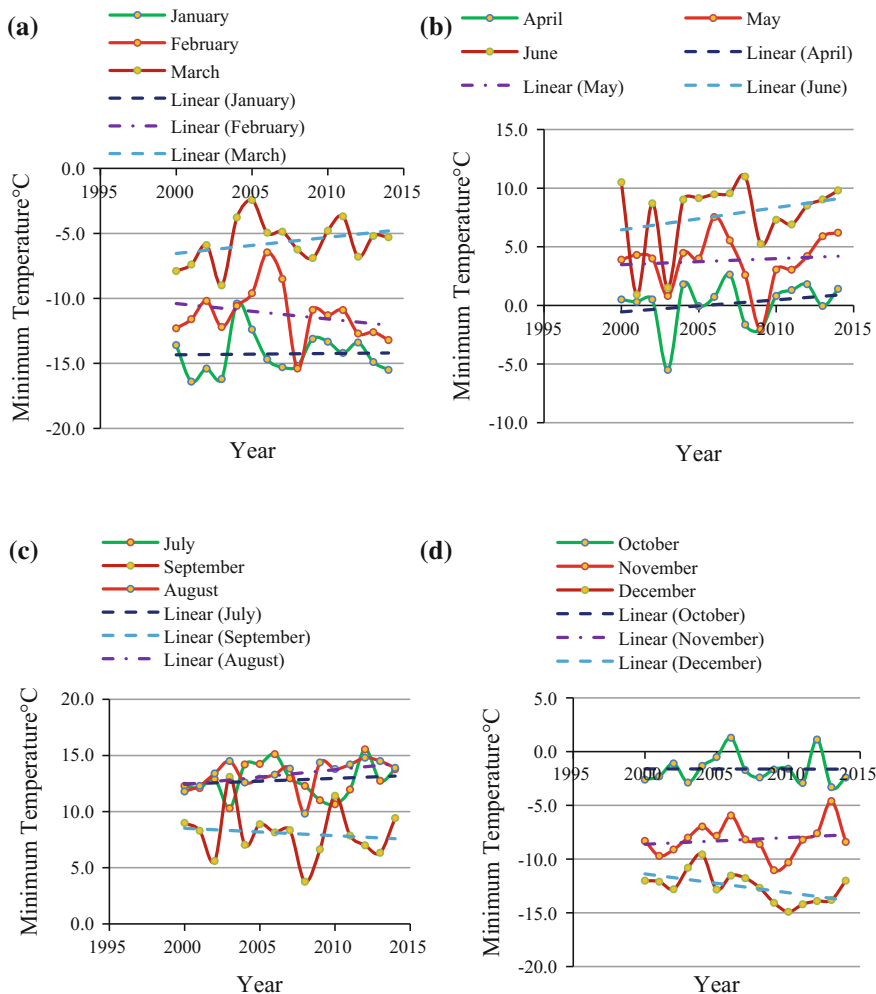 (a)
January
February
March
Linear (January)
Linear (February)
Linear (March)
0.0
1995 2000 2005 2010 2015
-5.0
-10.0
-15.0
-20.0
Minimum Temperature°C
Year
(b)
April May
June Linear (April)
Linear (May) Linear (June)
15.0
10.0
5.0
0.0
1995 2000 2005 2010 2015
-5.0
-10.0
Minimum Temperature°C
Year
(c)
July
September
August
Linear (July)
Linear (September)
Linear (August)
20.0
15.0
10.0
5.0
0.0
1995 2000 2005 2010 2015
Minimum Temperature°C
Year
(d)
October
November
December
Linear (October)
Linear (November)
Linear (December)
5.0
0.0
1995 2000 2005 2010 2015
-5.0
-10.0
-15.0
-20.0
Minimum Temperature°C
Year